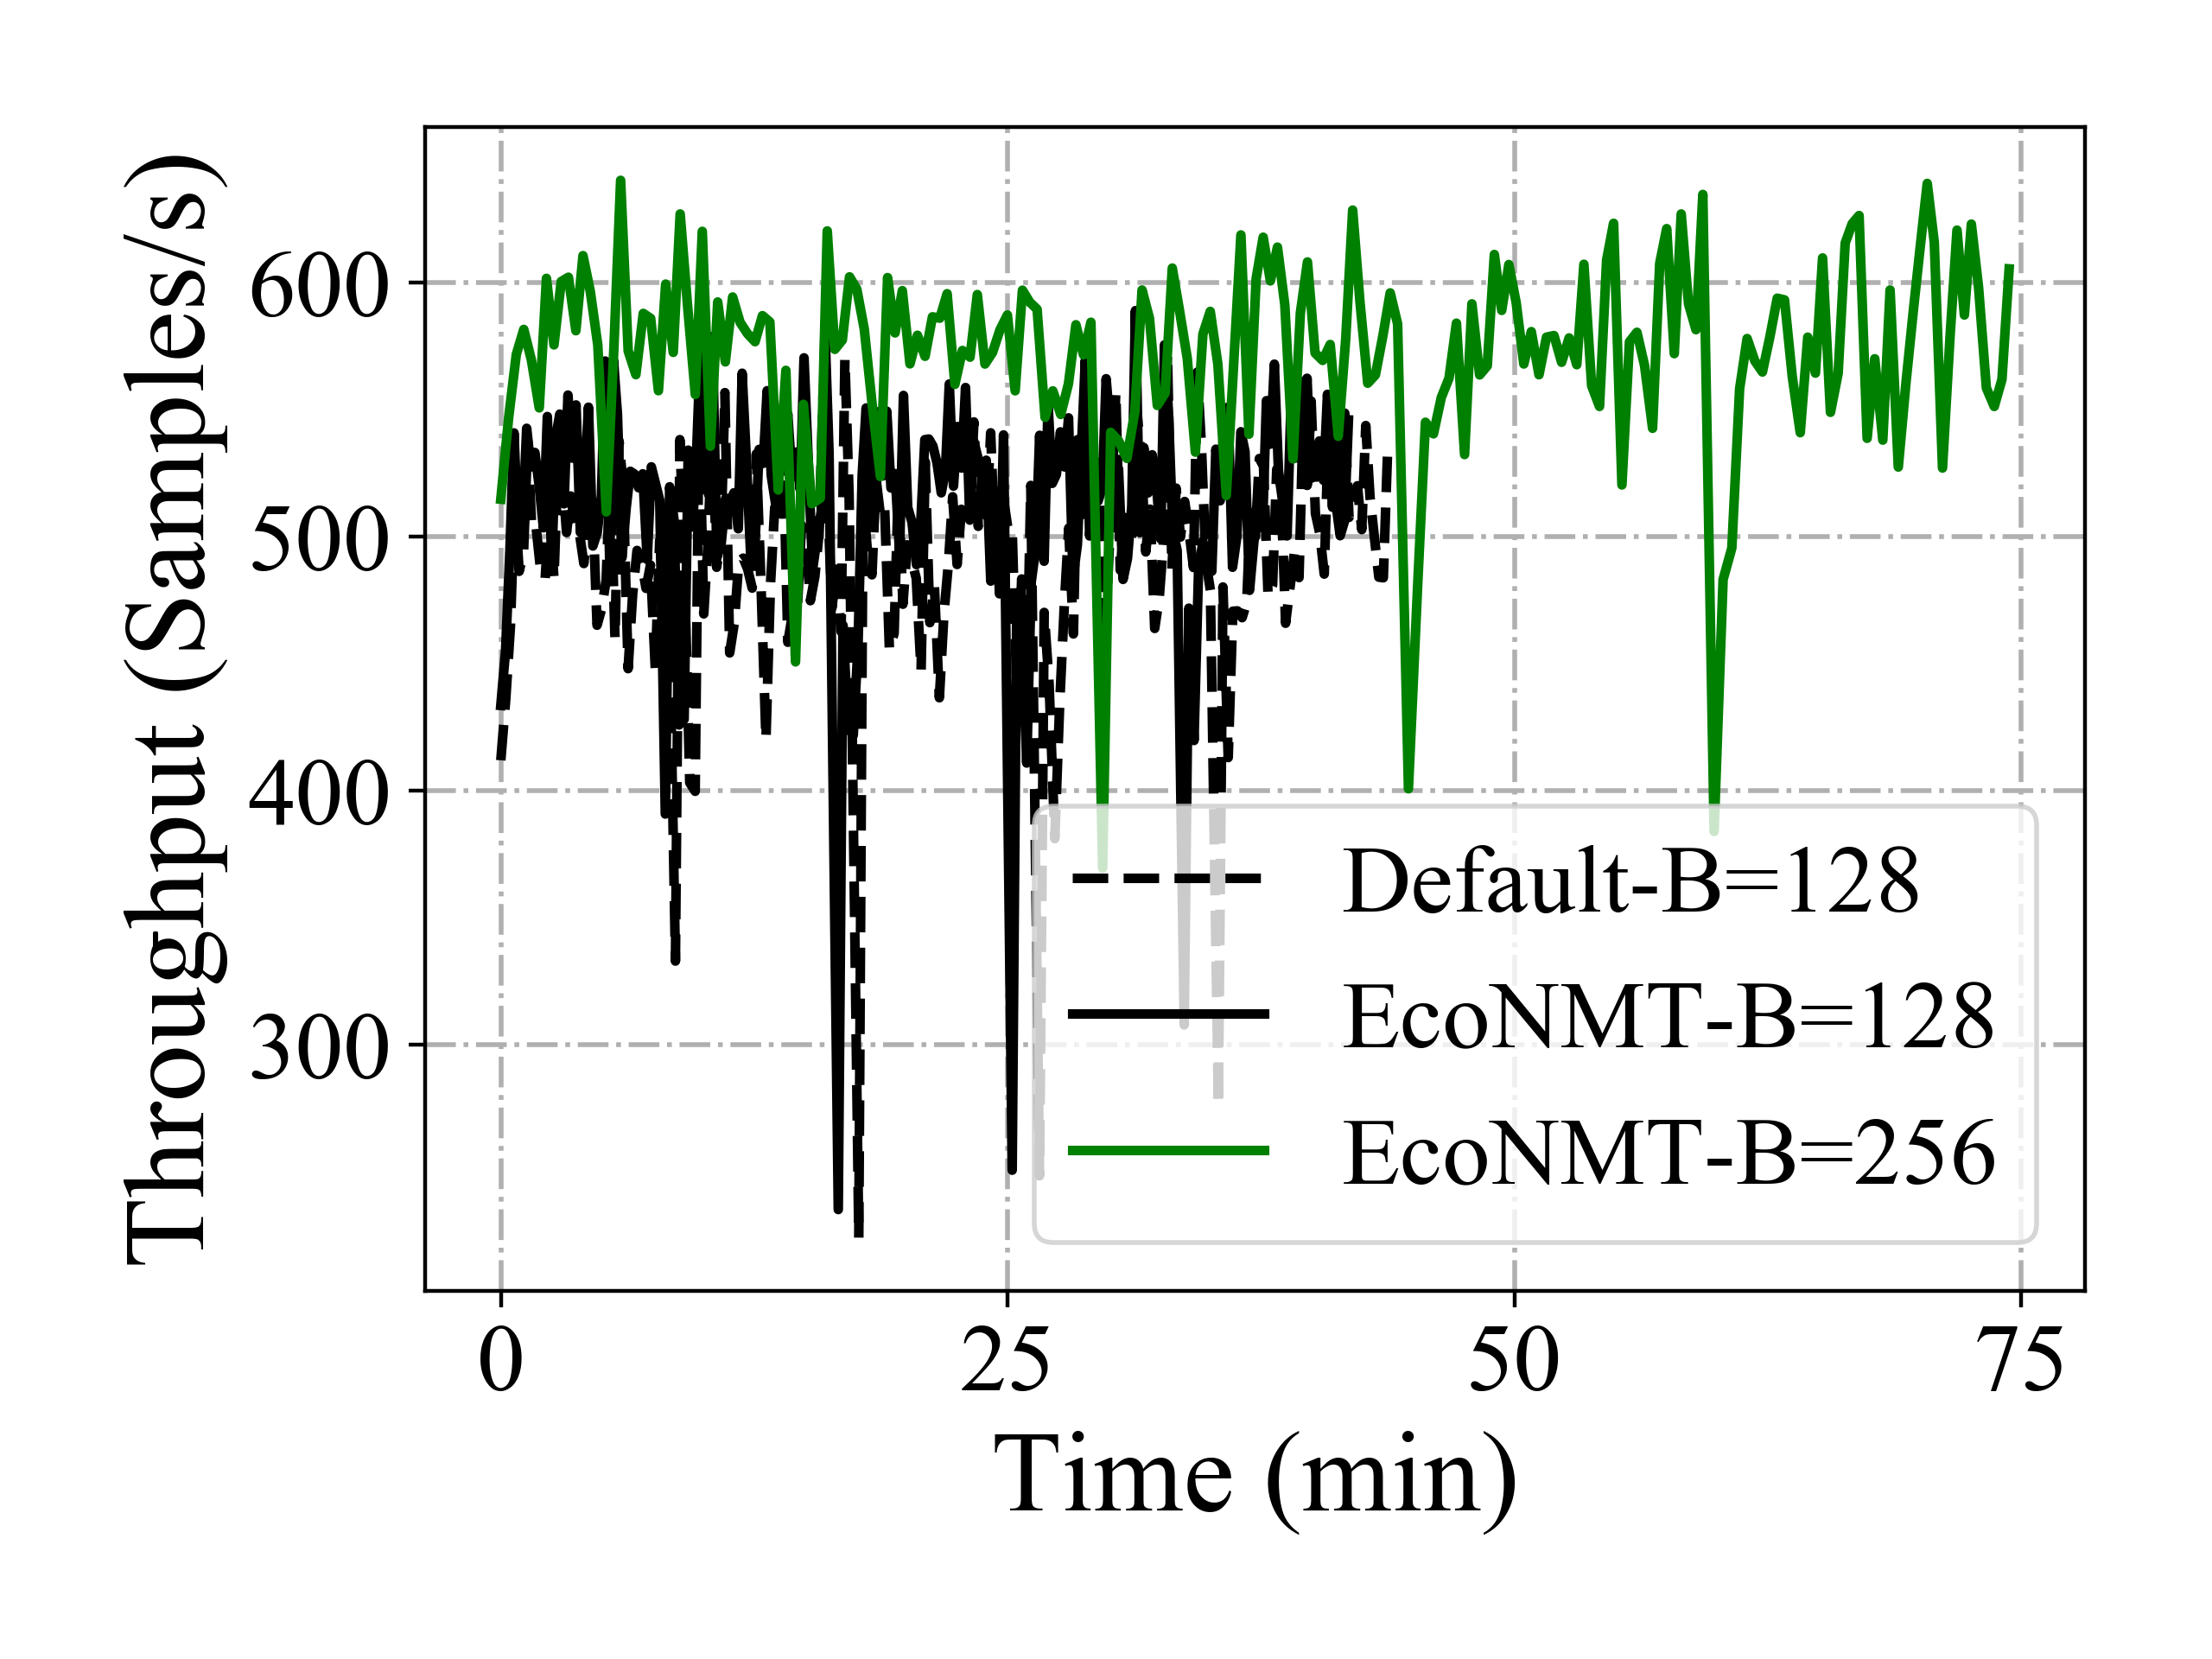 Throughput (Samples/s)
600
500
400
300
Default-B=128
EcoNMT-B=128
EcoNMT-B=256
0 25 50 75
Time (min)